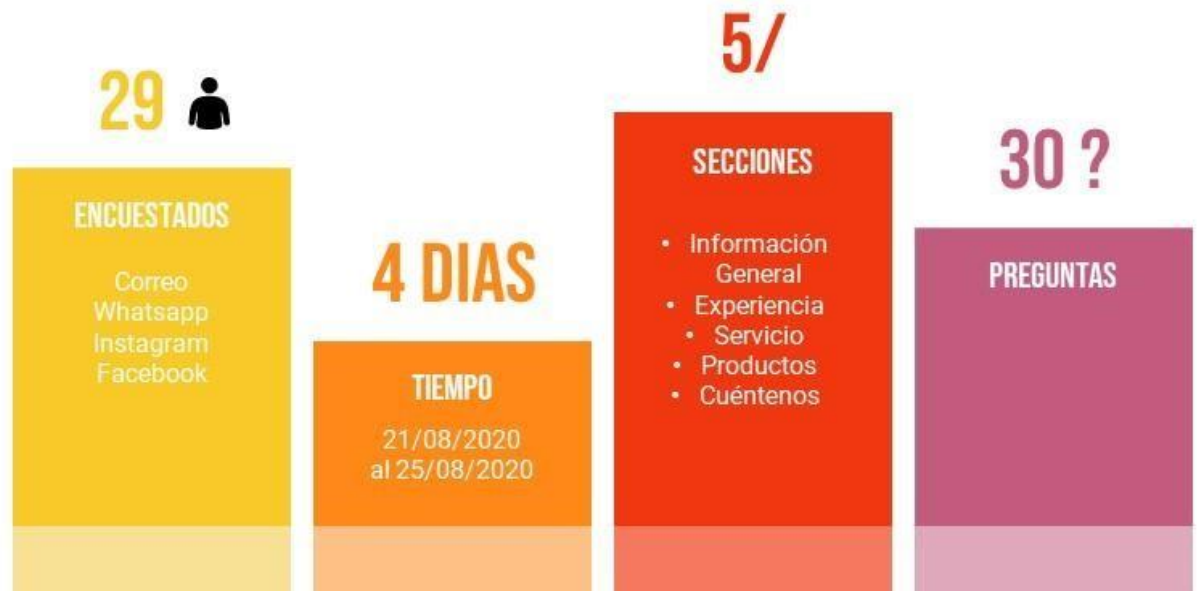 29
ENCUESTADOS
Correo
Whatsapp
Instagram
Facebook
4 DIAS
TIEMPO
21/08/2020
al 25/08/2020
5/
SECCIONES
• Información
General
• Experiencia
• Servicio
• Productos
• Cuéntenos
30 ?
PREGUNTAS